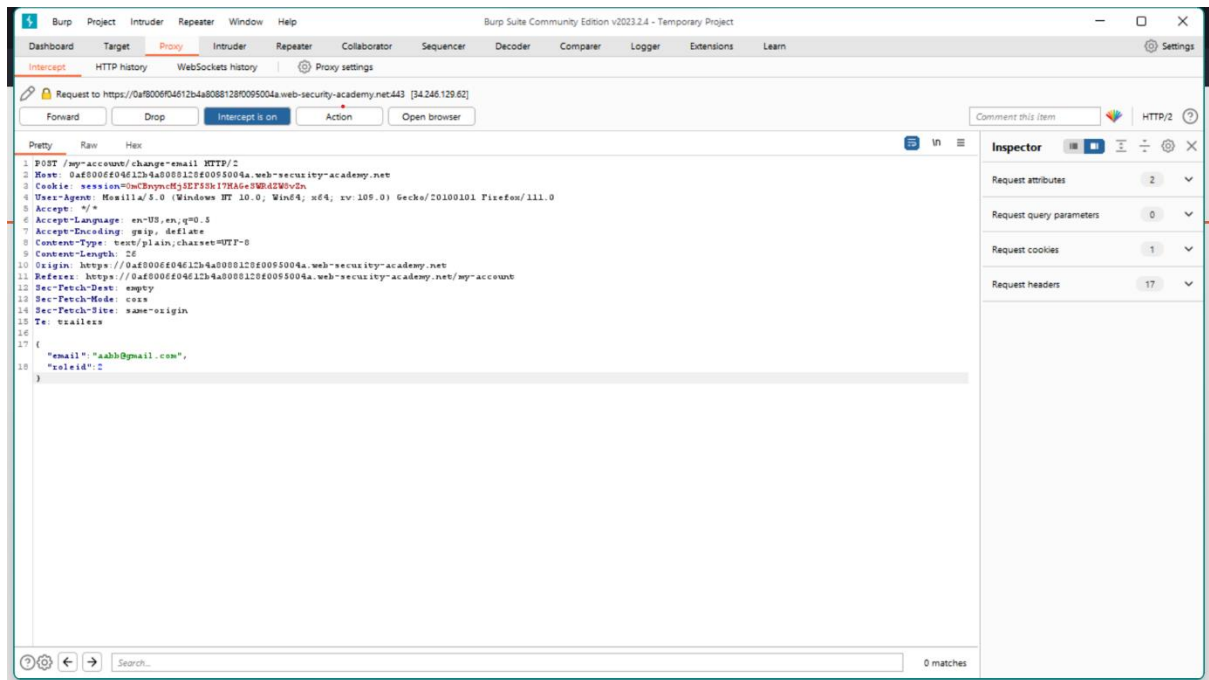 Burp Project Intruder Repeater Window Help Burp Suite Community Edition v2023.2.4 - Temporary Project
Dashboard Target Proxy Intruder Repeater Collaborator Sequencer Decoder Comparer Logger Extensions Learn Settings
Intercept HTTP history WebSockets history Proxy settings
Request to https://0af8006f04612b4a8088128f0095004a.web-security-academy.net:443 [34.246.129.62]
Forward Drop Intercept is on Action Open browser Comment this item HTTP/2
Pretty Raw Hex \n
Inspector
1 POST /my-account/change-email HTTP/2
2 Host: 0af8006f04612b4a8088128f0095004a.web-security-academy.net
3 Cookie:
4 User-Agent: Mozilla/5.0 (Windows NT 10.0; Win64; x64; rv:109.0) Gecko/20100101 Firefox/111.0
5 Accept: */*
6 Accept-Language: en-US,en;q=0.5
7 Accept-Encoding: gzip, deflate
8 Content-Type: text/plain;charset=UTF-8
9 Content-Length: 26
10 Origin: https://0af8006f04612b4a8088128f0095004a.web-security-academy.net
11 Referer: https://0af8006f04612b4a8088128f0095004a.web-security-academy.net/my-account
12 Sec-Fetch-Dest: empty
13 Sec-Fetch-Mode: cors
14 Sec-Fetch-Site: same-origin
15 Te: trailers
16
17 {
"email":"aabh@gmail.com",
18 "roleid":2
}
Request attributes 2
Request query parameters 0
Request cookies 1
Request headers 17
Search... 0 matches